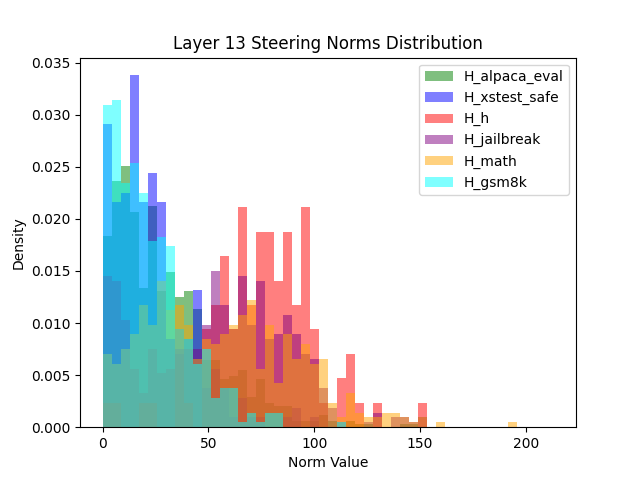 Layer 13 Steering Norms Distribution
H_alpaca_eval
H_xstest_safe
H_h
H_jailbreak
H_math
H_gsm8k
0.035
0.030
0.025
0.020
0.015
0.010
0.005
0.000
Density
0
50
100
150
200
Norm Value